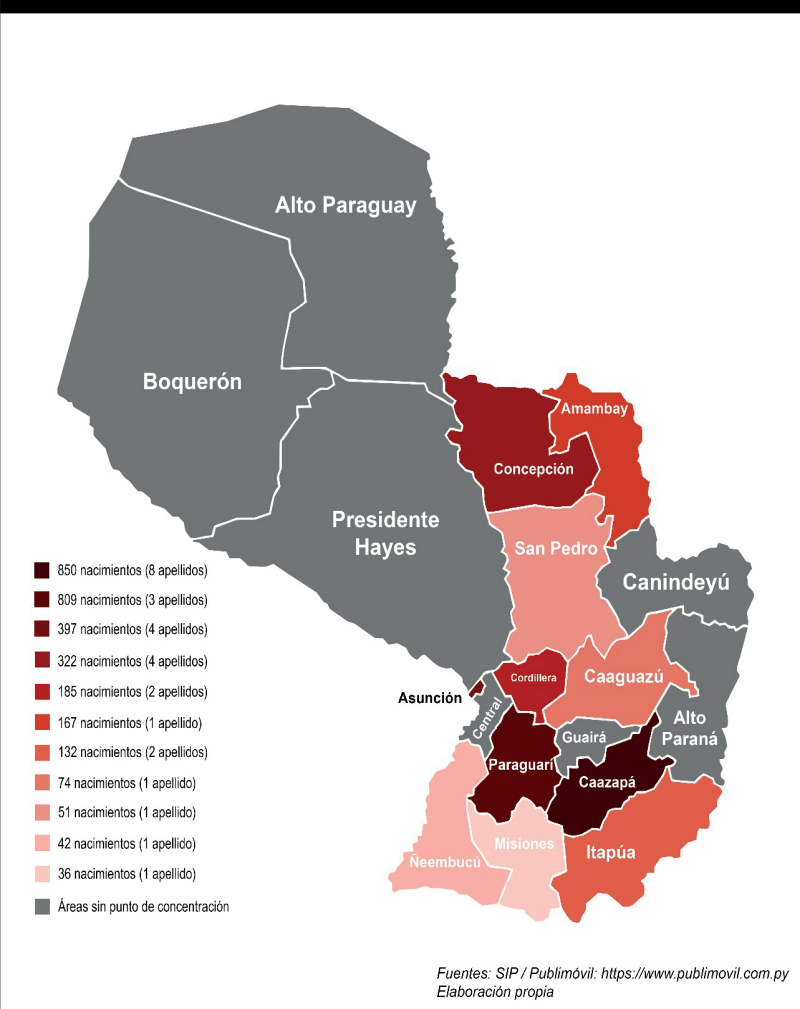 Alto Paraguay
Boquerón
Amambay
Concepción
Presidente
Hayes
San Pedro
Canindeyú
850 nacimientos (8 apellidos)
809 nacimientos (3 apellidos)
397 nacimientos (4 apellidos)
322 nacimientos (4 apellidos)
185 nacimientos (2 apellidos)
167 nacimientos (1 apellido)
132 nacimientos (2 apellidos)
74 nacimientos (1 apellido)
51 nacimientos (1 apellido)
42 nacimientos (1 apellido)
36 nacimientos (1 apellido)
Áreas sin punto de concentración
Cordillera
Caaguazú
Asunción
Central
Alto
Paraná
Guairá
Paraguarí
Caazapá
Misiones
Itapúa
Ñeembucú
Fuentes: SIP / Publimóvil: https://www.publimovil.com.py
Elaboración propia